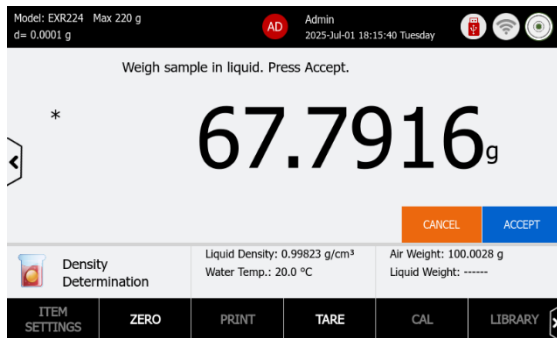 Model: EXR224 Max 220 g
d= 0.0001 g
AD
Admin
2025-Jul-01 18:15:40 Tuesday
Weigh sample in liquid. Press Accept.
*
67.7916 g
CANCEL
ACCEPT
Density
Determination
Liquid Density: 0.99823 g/cm³
Water Temp.: 20.0 °C
Air Weight: 100.0028 g
Liquid Weight: ------
ITEM
SETTINGS
ZERO
PRINT
TARE
CAL
LIBRARY